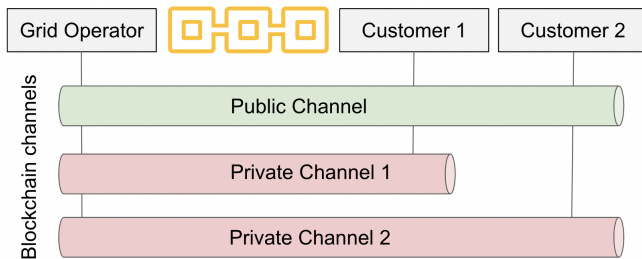 Grid Operator
Customer 1
Customer 2
Blockchain channels
Public Channel
Private Channel 1
Private Channel 2